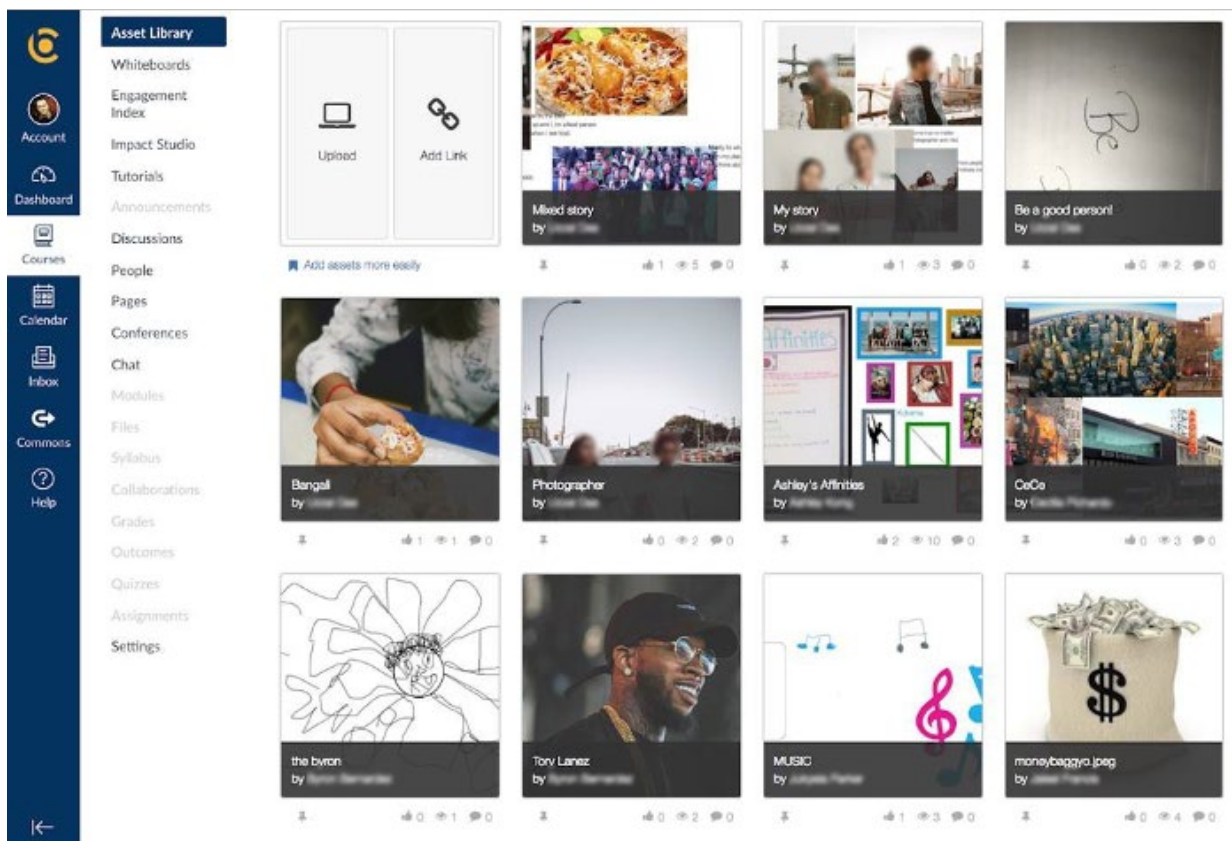 Account
Dashboard
Courses
Calendar
Inbox
Commons
Help
Asset Library
Whiteboards
Engagement
Index
Impact Studio
Tutorials
Announcements
Discussions
People
Pages
Conferences
Chat
Modules
Files
Syllabus
Collaborations
Grades
Outcomes
Quizzes
Assignments
Settings
Upload
Add Link
Add assets more easily
Mixed story
by
1 5 0
My story
by
1 3 0
Be
Be a good person!
by
0 2 0
Bangali
by
1 1 0
Photographer
by
0 2 0
Affinities
Ashley's Affinities
by
2 10 0
CeCe
by
0 3 0
the byron
by
0 1 0
Tory Lanez
by
0 2 0
MUSIC
by
1 3 0
$
moneybaggyo.jpeg
by
0 4 0